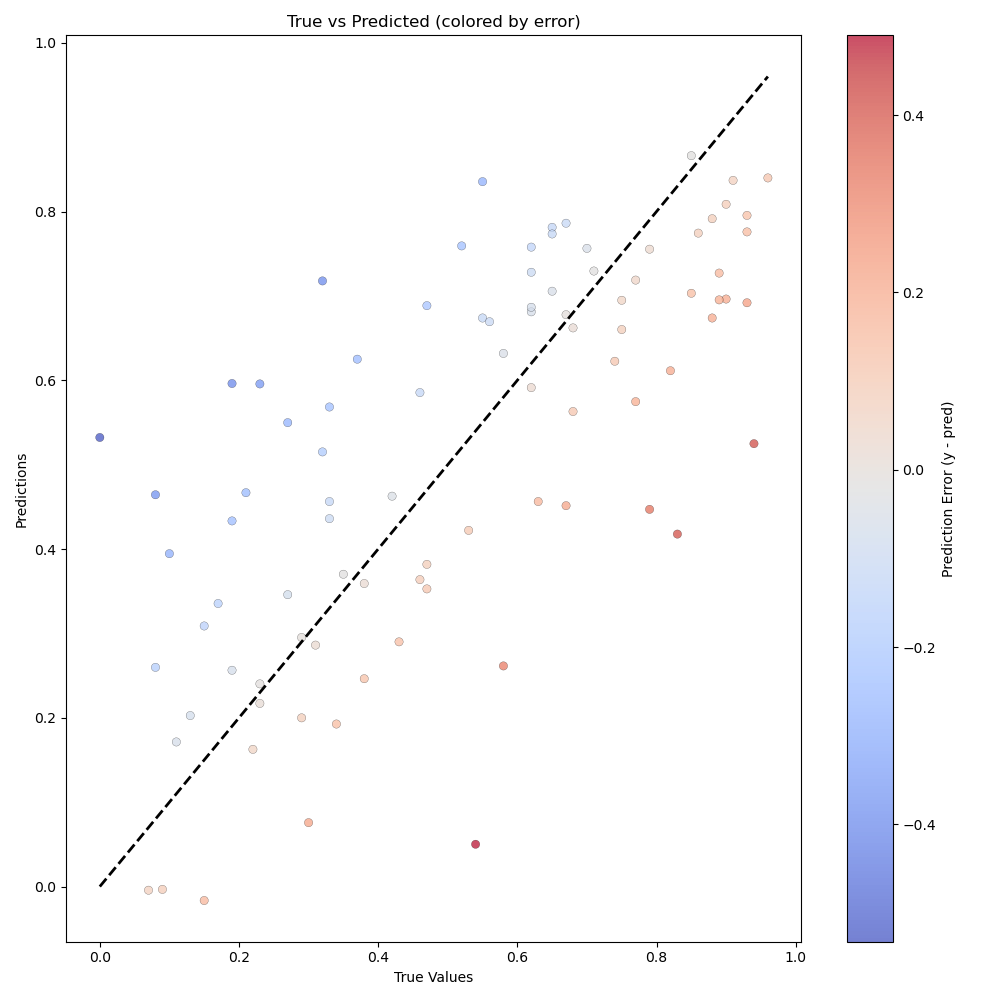 True vs Predicted (colored by error)
1.0
0.8
0.6
0.4
0.2
0.0
Predictions
0.0 0.2 0.4 0.6 0.8 1.0
True Values
0.4
0.2
0.0
−0.2
−0.4
Prediction Error (y - pred)